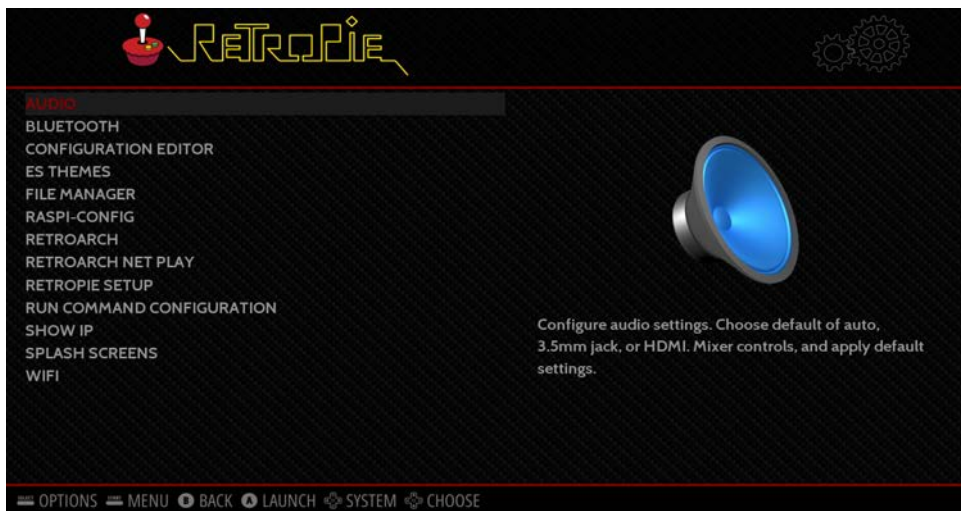 RETROPIE
AUDIO
BLUETOOTH
CONFIGURATION EDITOR
ES THEMES
FILE MANAGER
RASPI-CONFIG
RETROARCH
RETROARCH NET PLAY
RETROPIE SETUP
RUN COMMAND CONFIGURATION
SHOW IP
SPLASH SCREENS
WIFI
Configure audio settings. Choose default of auto,
3.5mm jack, or HDMI. Mixer controls, and apply default
settings.
SELECT OPTIONS START MENU B BACK A LAUNCH SYSTEM CHOOSE